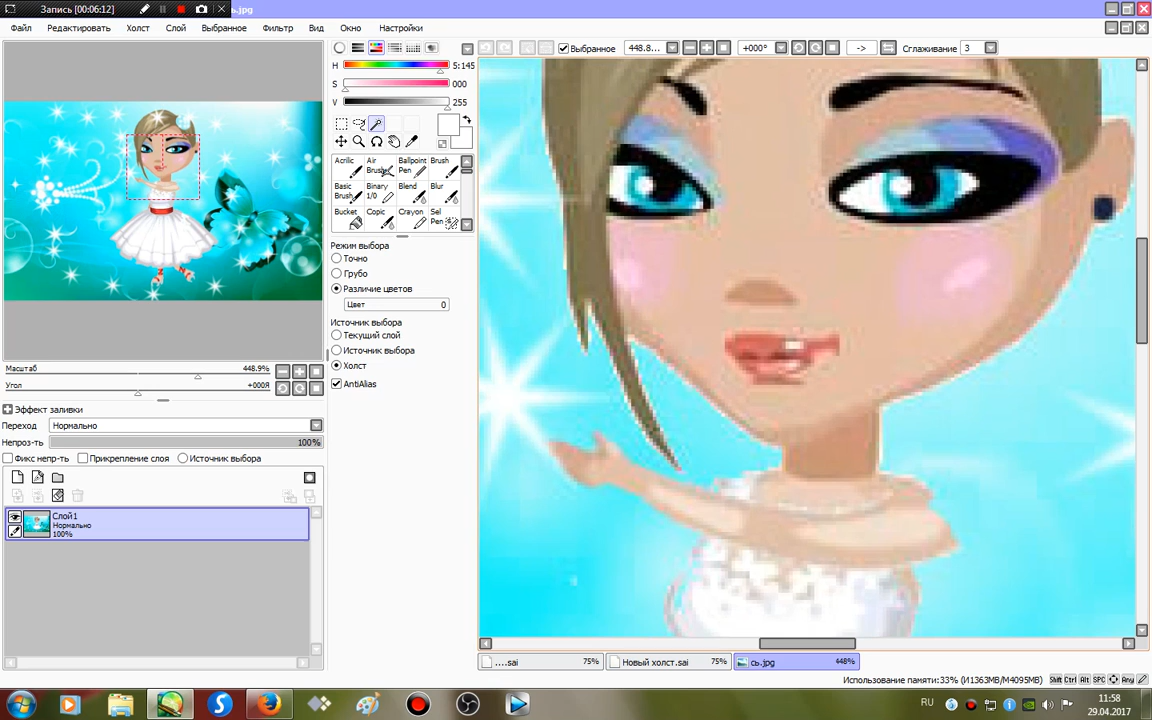 Запись [00:06:12]
сь.jpg
Файл Редактировать Холст Слой Выбранное Фильтр Вид Окно Настройки
Выбранное 448.8... +000° -> Сглаживание 3
H 5:145
S 000
V 255
Acrilic Air Brush Ballpoint Pen Brush
Basic Brush Binary 1/0 Blend Blur
Bucket Copic Crayon Sel Pen
Режим выбора
Точно
Грубо
Различие цветов
Цвет 0
Источник выбора
Текущий слой
Источник выбора
Холст
AntiAlias
Масштаб 448.9%
Угол +000Я
Эффект заливки
Переход Нормально
Непроз-ть 100%
Фикс непр-ть Прикрепление слоя Источник выбора
Слой1
Нормально
100%
....sai 75% Новый холст.sai 75% сь.jpg 448%
Использование памяти:33% (И1363MB/М4095MB) Shift Ctrl Alt SPC Any
RU 11:58
29.04.2017